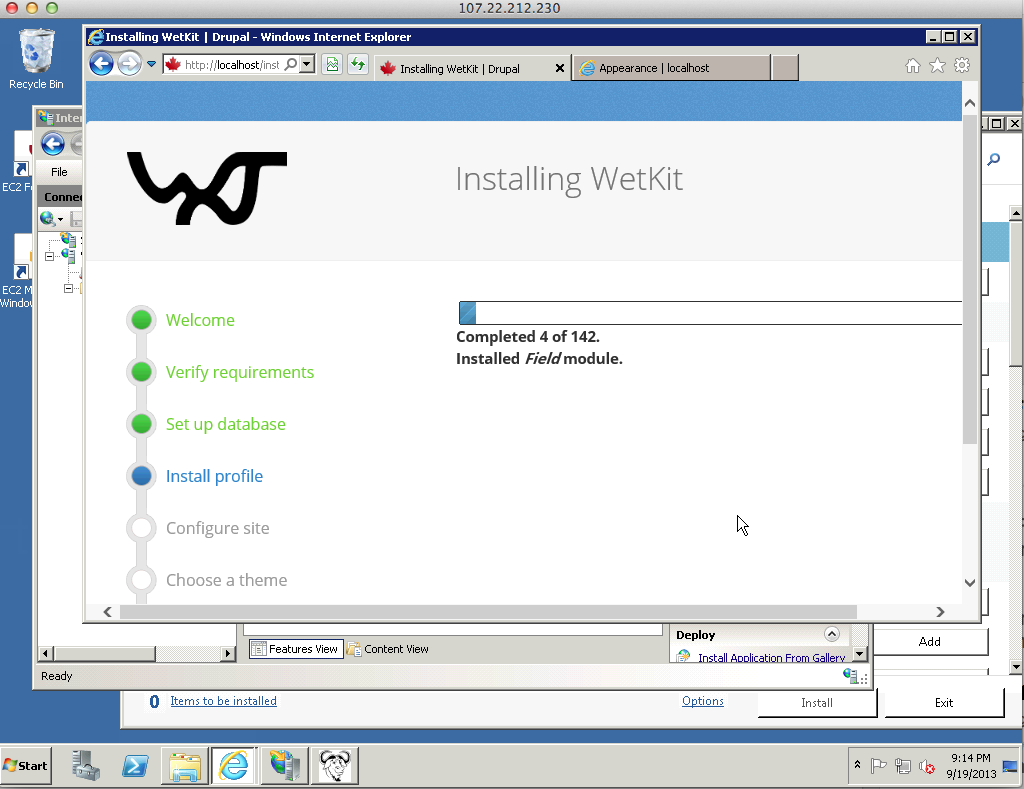 107.22.212.230
Recycle Bin
Installing WetKit | Drupal - Windows Internet Explorer
http://localhost/inst
Installing WetKit | Drupal
Appearance | localhost
Inter
File
Connec
EC2 F
EC2 M
Windows
Installing WetKit
Welcome
Verify requirements
Set up database
Install profile
Configure site
Choose a theme
Completed 4 of 142.
Installed Field module.
Features View
Content View
Deploy
Install Application From Gallery
Add
Ready
0 Items to be installed
Options
Install
Exit
Start
9:14 PM
9/19/2013